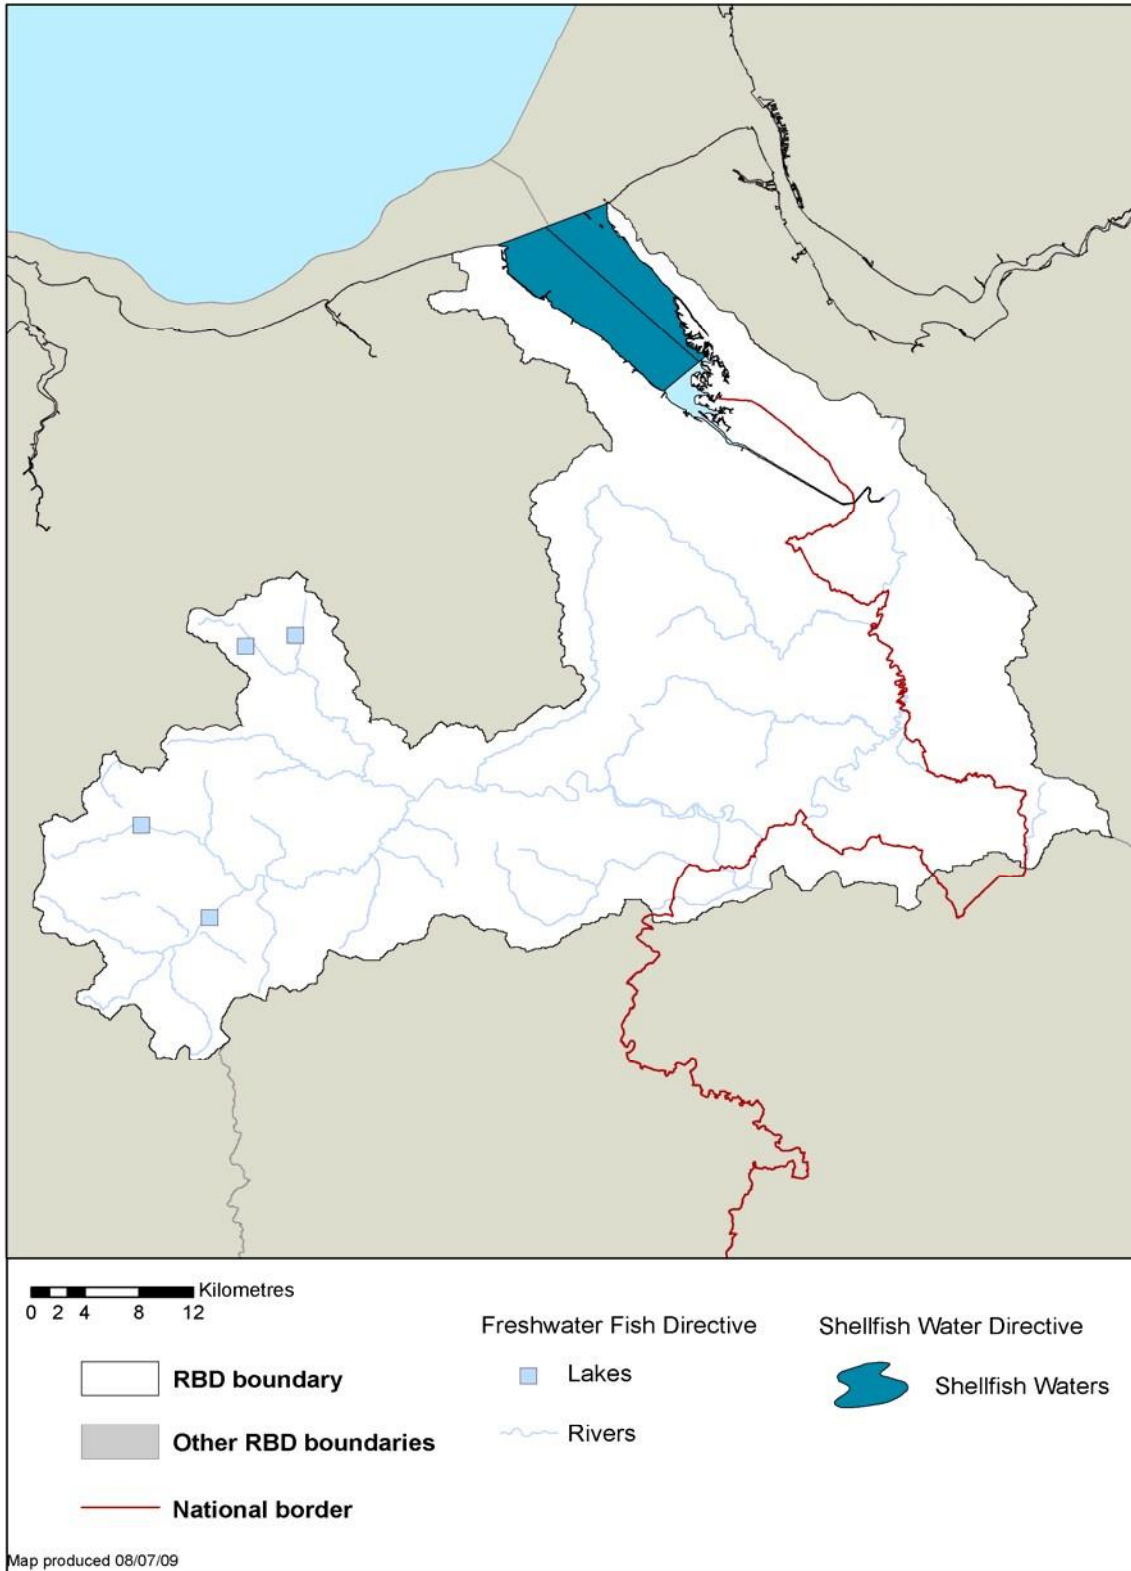 Kilometres
0 2 4 8 12
Freshwater Fish Directive
Shellfish Water Directive
Lakes
Shellfish Waters
Rivers
RBD boundary
Other RBD boundaries
National border
Map produced 08/07/09